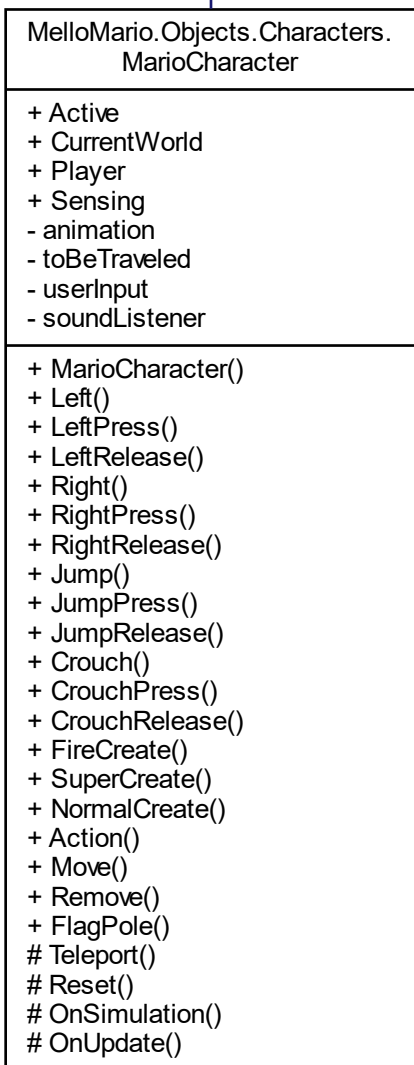 MelloMario.Objects.Characters.
MarioCharacter
+ Active
+ CurrentWorld
+ Player
+ Sensing
- animation
- toBeTraveled
- userInput
- soundListener
+ MarioCharacter()
+ Left()
+ LeftPress()
+ LeftRelease()
+ Right()
+ RightPress()
+ RightRelease()
+ Jump()
+ JumpPress()
+ JumpRelease()
+ Crouch()
+ CrouchPress()
+ CrouchRelease()
+ FireCreate()
+ SuperCreate()
+ NormalCreate()
+ Action()
+ Move()
+ Remove()
+ FlagPole()
# Teleport()
# Reset()
# OnSimulation()
# OnUpdate()